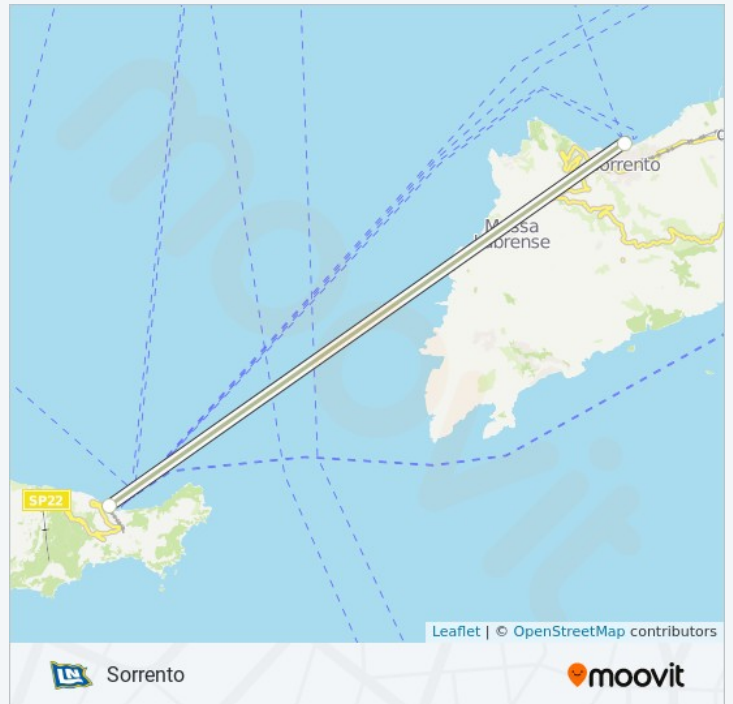 Sorrento
Massa
Lubrense
SP22
Leaflet | © OpenStreetMap contributors
Sorrento
moovit